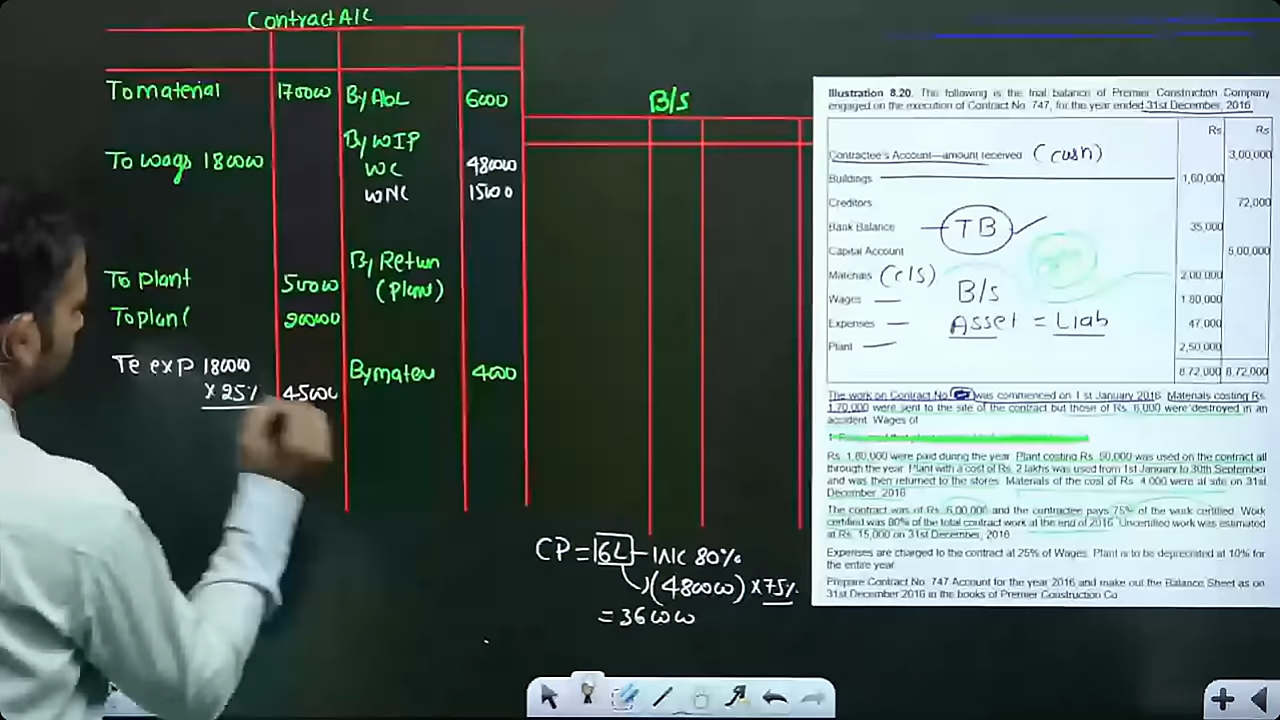 Contract A/C
To material 170000 By AbL 6000
By WIP
To wags 180000 WC 480000
WNC 15000
By Return
To plant 50000 (Plant)
To plant 200000
To exp 180000 By mater 4000
x 25% 45000
B/S
CP = 6L - WC 80%
(480000) x 75%
= 360000
Illustration 8.20. The following is the trial balance of Premier Construction Company
engaged on the execution of Contract No. 747, for the year ended 31st December, 2016
Rs Rs
Contractee's Account—amount received (cash) 3,00,000
Buildings 1,60,000
Creditors 72,000
Bank Balance TB 35,000
Capital Account 5,00,000
Materials (c/s) 2,00,000
Wages B/s 1,80,000
Expenses Asset = Liab 47,000
Plant 2,50,000
8,72,000 8,72,000
The work on Contract No was commenced on 1st January 2016. Materials costing Rs.
1,70,000 were sent to the site of the contract but those of Rs. 6,000 were destroyed in an
accident. Wages of
Rs. 1,80,000 were paid during the year. Plant costing Rs. 50,000 was used on the contract all
through the year. Plant with a cost of Rs. 2 lakhs was used from 1st January to 30th September
and was then returned to the stores. Materials of the cost of Rs. 4,000 were at site on 31st
December, 2016
The contract was of Rs. 6,00,000 and the contractee pays 75% of the work certified. Work
certified was 80% of the total contract work at the end of 2016. Uncertified work was estimated
at Rs. 15,000 on 31st December, 2016
Expenses are charged to the contract at 25% of Wages. Plant is to be depreciated at 10% for
the entire year
Prepare Contract No. 747 Account for the year 2016 and make out the Balance Sheet as on
31st December 2016 in the books of Premier Construction Co